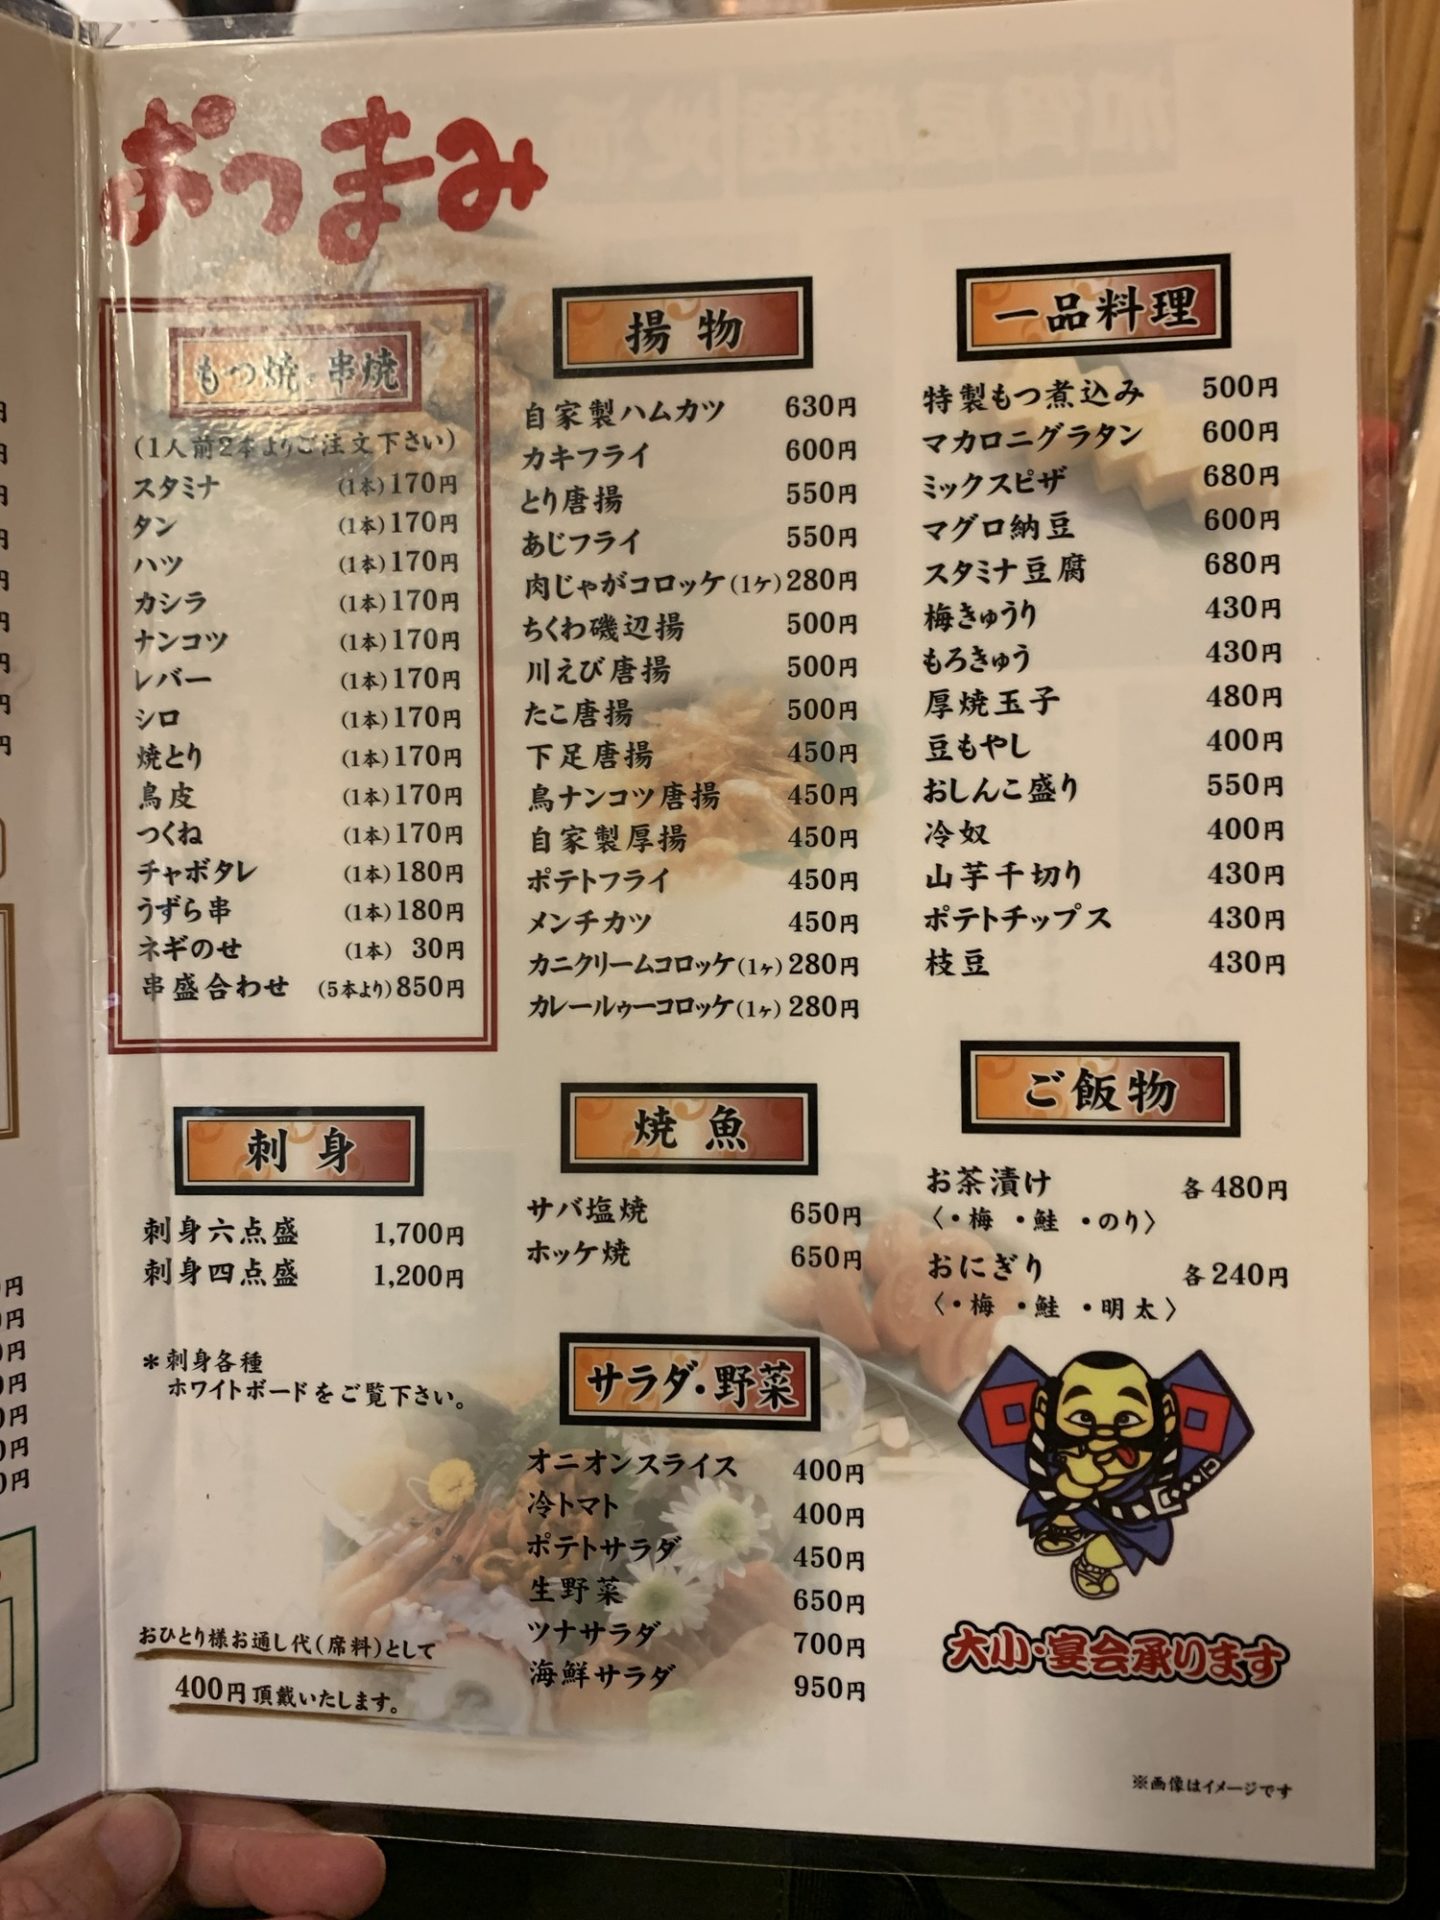 おつまみ
もつ焼・串焼
(1人前2本よりご注文下さい)
スタミナ (1本)170円
タン (1本)170円
ハツ (1本)170円
カシラ (1本)170円
ナンコツ (1本)170円
レバー (1本)170円
シロ (1本)170円
焼とり (1本)170円
鳥皮 (1本)170円
つくね (1本)170円
チャボタレ (1本)180円
うずら串 (1本)180円
ネギのせ (1本) 30円
串盛合わせ (5本より)850円
刺身
刺身六点盛 1,700円
刺身四点盛 1,200円
*刺身各種
ホワイトボードをご覧下さい。
おひとり様お通し代(席料)として
400円頂戴いたします。
揚物
自家製ハムカツ 630円
カキフライ 600円
とり唐揚 550円
あじフライ 550円
肉じゃがコロッケ(1ケ)280円
ちくわ磯辺揚 500円
川えび唐揚 500円
たこ唐揚 500円
下足唐揚 450円
鳥ナンコツ唐揚 450円
自家製厚揚 450円
ポテトフライ 450円
メンチカツ 450円
カニクリームコロッケ(1ヶ)280円
カレールゥーコロッケ(1ヶ)280円
焼魚
サバ塩焼 650円
ホッケ焼 650円
サラダ・野菜
オニオンスライス 400円
冷トマト 400円
ポテトサラダ 450円
生野菜 650円
ツナサラダ 700円
海鮮サラダ 950円
一品料理
特製もつ煮込み 500円
マカロニグラタン 600円
ミックスピザ 680円
マグロ納豆 600円
スタミナ豆腐 680円
梅きゅうり 430円
もろきゅう 430円
厚焼玉子 480円
豆もやし 400円
おしんこ盛り 550円
冷奴 400円
山芋千切り 430円
ポテトチップス 430円
枝豆 430円
ご飯物
お茶漬け 各480円
〈・梅 ・鮭 ・のり〉
おにぎり 各240円
〈・梅 ・鮭 ・明太〉
大小・宴会承ります
※画像はイメージです